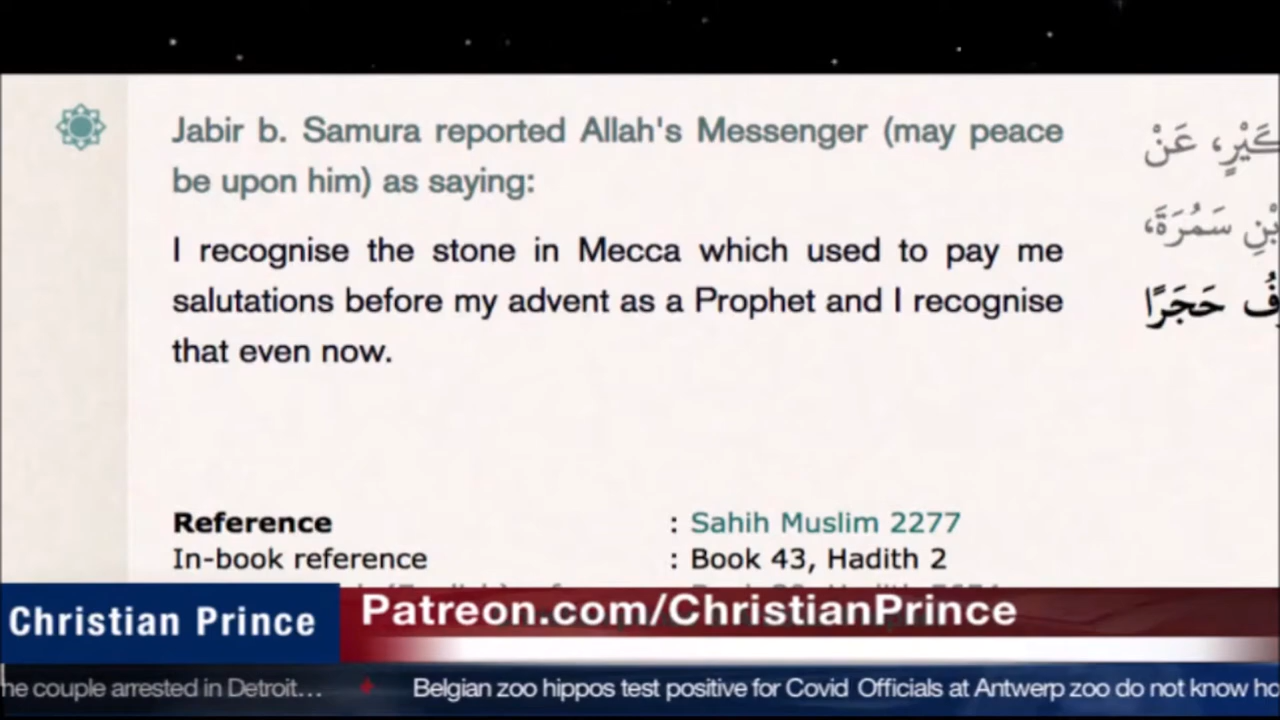 Jabir b. Samura reported Allah's Messenger (may peace
be upon him) as saying:
I recognise the stone in Mecca which used to pay me
salutations before my advent as a Prophet and I recognise
that even now.
عَنْ
سَمُرَةَ،
حَجَرًا
Reference : Sahih Muslim 2277
In-book reference : Book 43, Hadith 2
Christian Prince
Patreon.com/ChristianPrince
he couple arrested in Detroit... Belgian zoo hippos test positive for Covid Officials at Antwerp zoo do not know ho